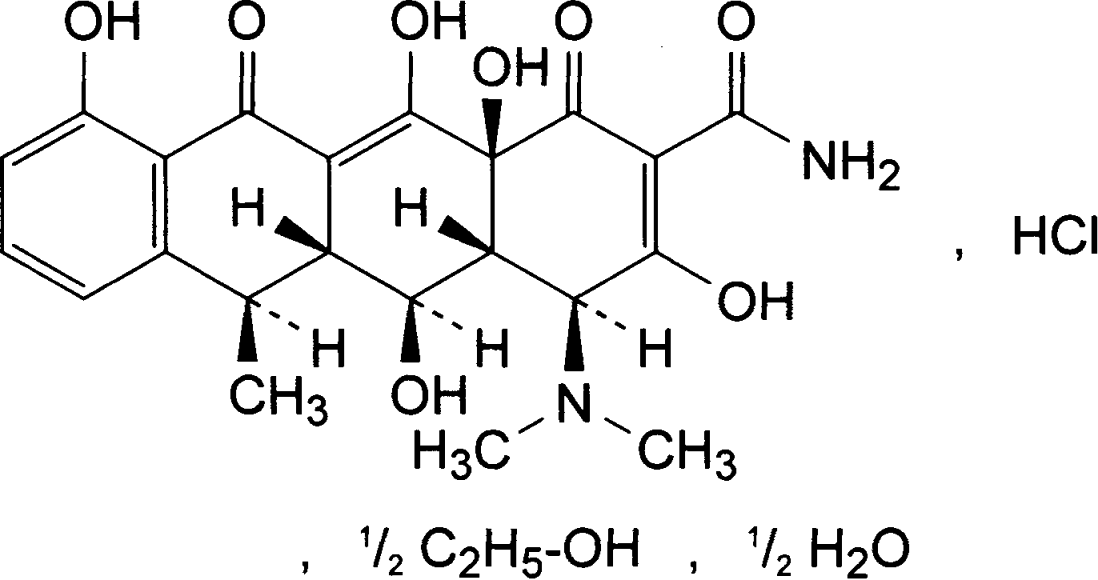 OH O OH OH O O
NH₂
H H , HCl
OH
H H H
CH₃ OH N
H₃C CH₃
, ¹/₂ C₂H₅-OH , ¹/₂ H₂O